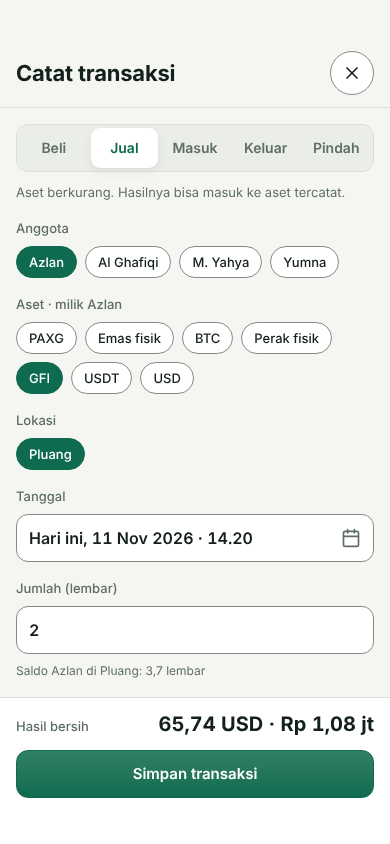 Catat transaksi
Beli Jual Masuk Keluar Pindah
Aset berkurang. Hasilnya bisa masuk ke aset tercatat.
Anggota
Azlan Al Ghafiqi M. Yahya Yumna
Aset · milik Azlan
PAXG Emas fisik BTC Perak fisik
GFI USDT USD
Lokasi
Pluang
Tanggal
Hari ini, 11 Nov 2026 · 14.20
Jumlah (lembar)
2
Saldo Azlan di Pluang: 3,7 lembar
Hasil bersih 65,74 USD · Rp 1,08 jt
Simpan transaksi